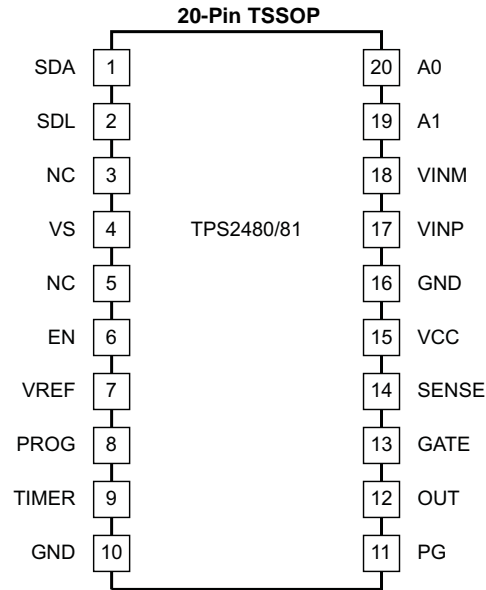 20-Pin TSSOP
SDA 1 20 A0
SDL 2 19 A1
NC 3 18 VINM
VS 4 TPS2480/81 17 VINP
NC 5 16 GND
EN 6 15 VCC
VREF 7 14 SENSE
PROG 8 13 GATE
TIMER 9 12 OUT
GND 10 11 PG